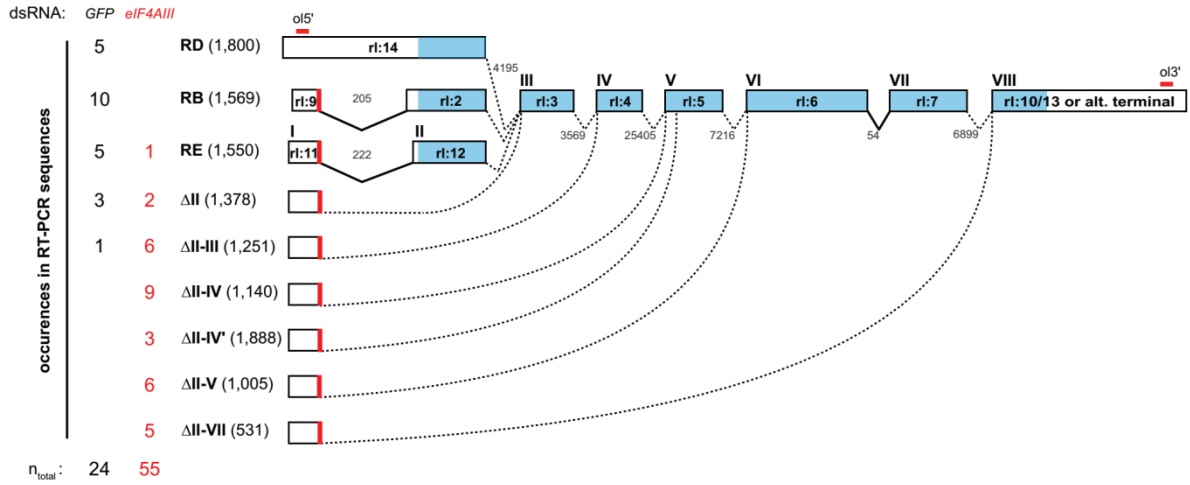 dsRNA: GFP eIF4AIII
ol5'
5 RD (1,800) rl:14
4195
III IV V VI VII VIII ol3'
10 RB (1,569) rl:9 205 rl:2 rl:3 rl:4 rl:5 rl:6 rl:7 rl:10/13 or alt. terminal
3569 25405 7216 54 6899
I II
5 1 RE (1,550) rl:11 222 rl:12
3 2 ΔII (1,378)
1 6 ΔII-III (1,251)
9 ΔII-IV (1,140)
3 ΔII-IV' (1,888)
6 ΔII-V (1,005)
5 ΔII-VII (531)
occurences in RT-PCR sequences
ntotal: 24 55